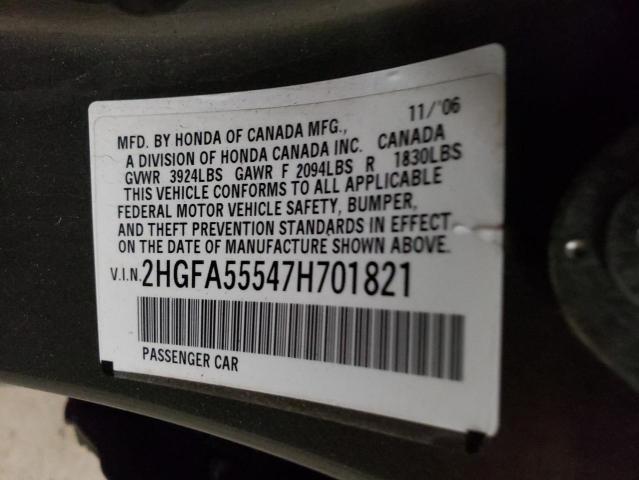 11/'06
MFD. BY HONDA OF CANADA MFG.,
A DIVISION OF HONDA CANADA INC. CANADA
GVWR 3924LBS GAWR F 2094LBS R 1830LBS
THIS VEHICLE CONFORMS TO ALL APPLICABLE
FEDERAL MOTOR VEHICLE SAFETY, BUMPER,
AND THEFT PREVENTION STANDARDS IN EFFECT
ON THE DATE OF MANUFACTURE SHOWN ABOVE.
V.I.N. 2HGFA55547H701821
PASSENGER CAR